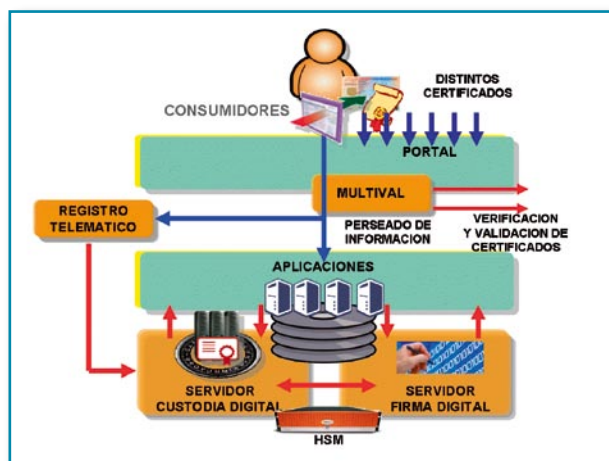 DISTINTOS
CERTIFICADOS
CONSUMIDORES
PORTAL
MULTIVAL
REGISTRO
TELEMATICO
PERSEADO DE
INFORMACION
VERIFICACION
Y VALIDACION DE
CERTIFICADOS
APLICACIONES
SERVIDOR
CUSTODIA DIGITAL
SERVIDOR
FIRMA DIGITAL
HSM